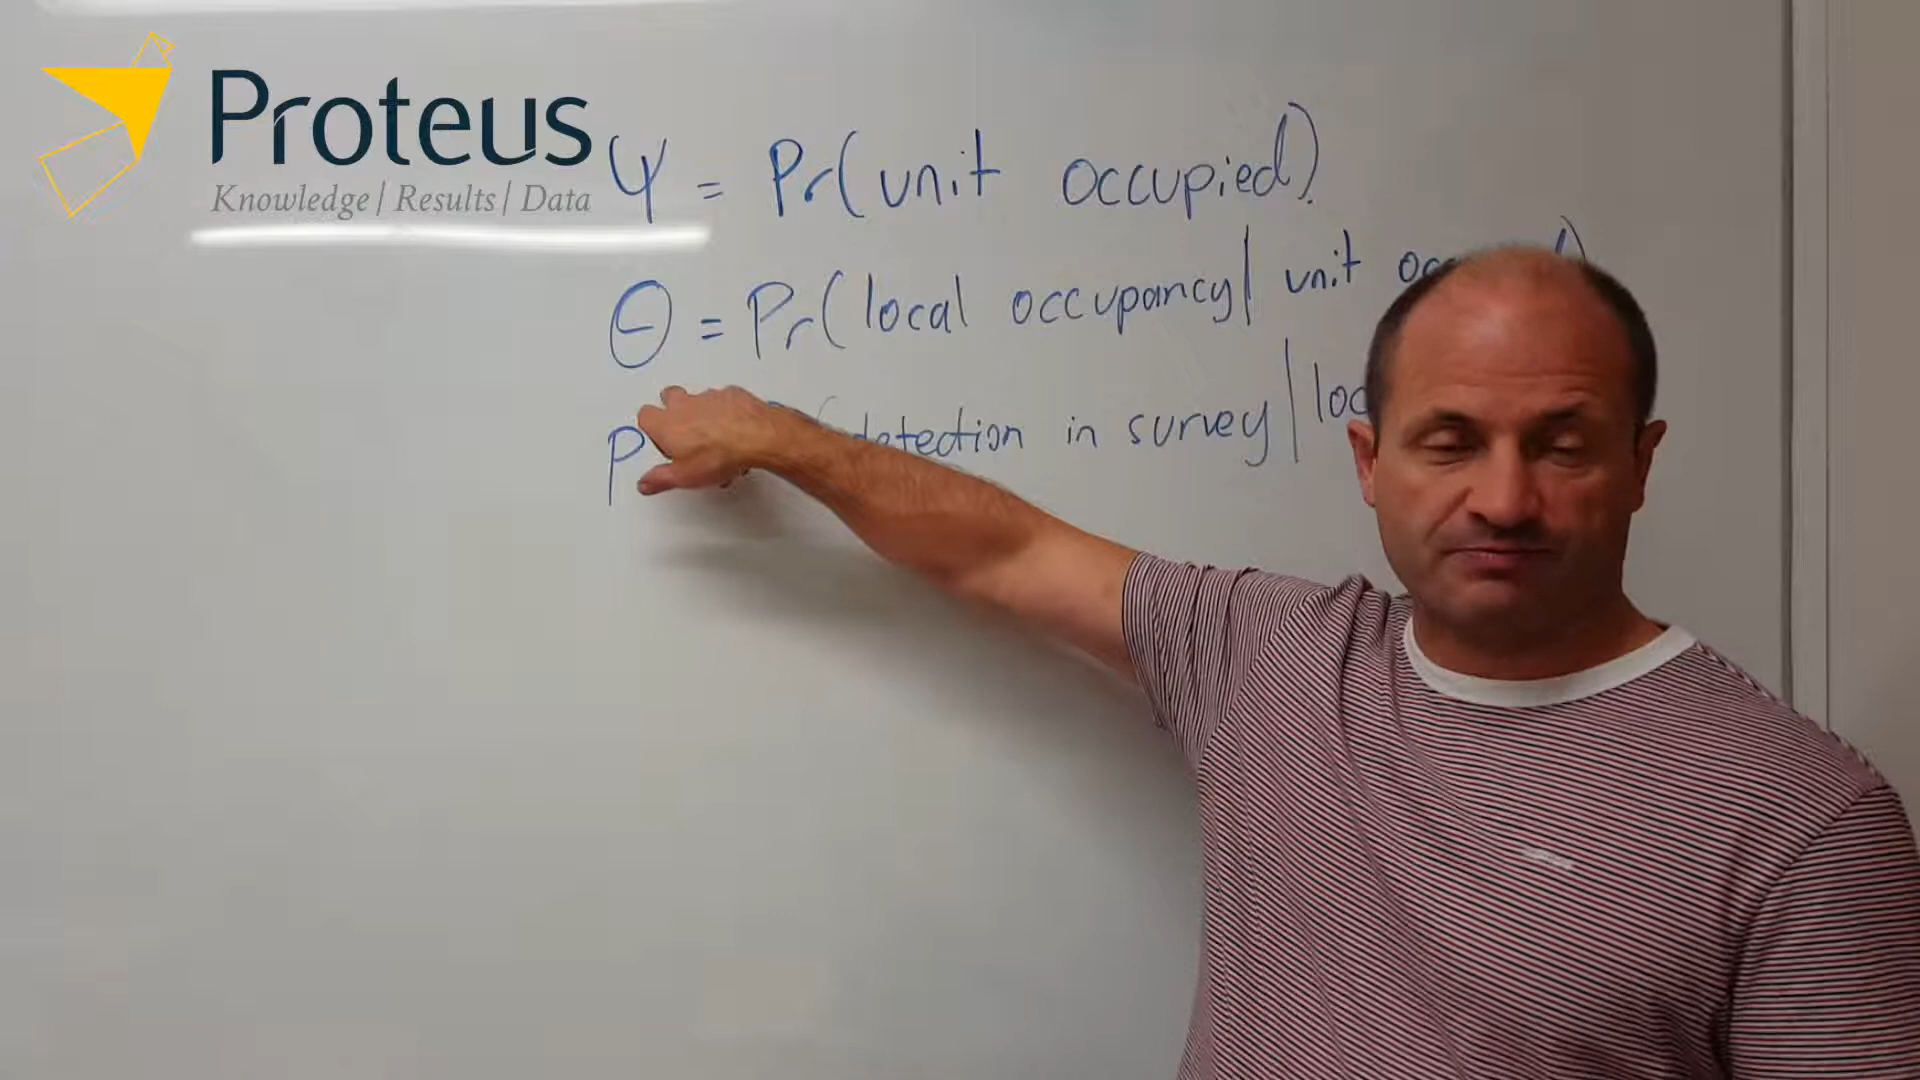 Proteus
Knowledge | Results | Data
Ψ = Pr(unit occupied)
Θ = Pr(local occupancy | unit
p detection in survey |